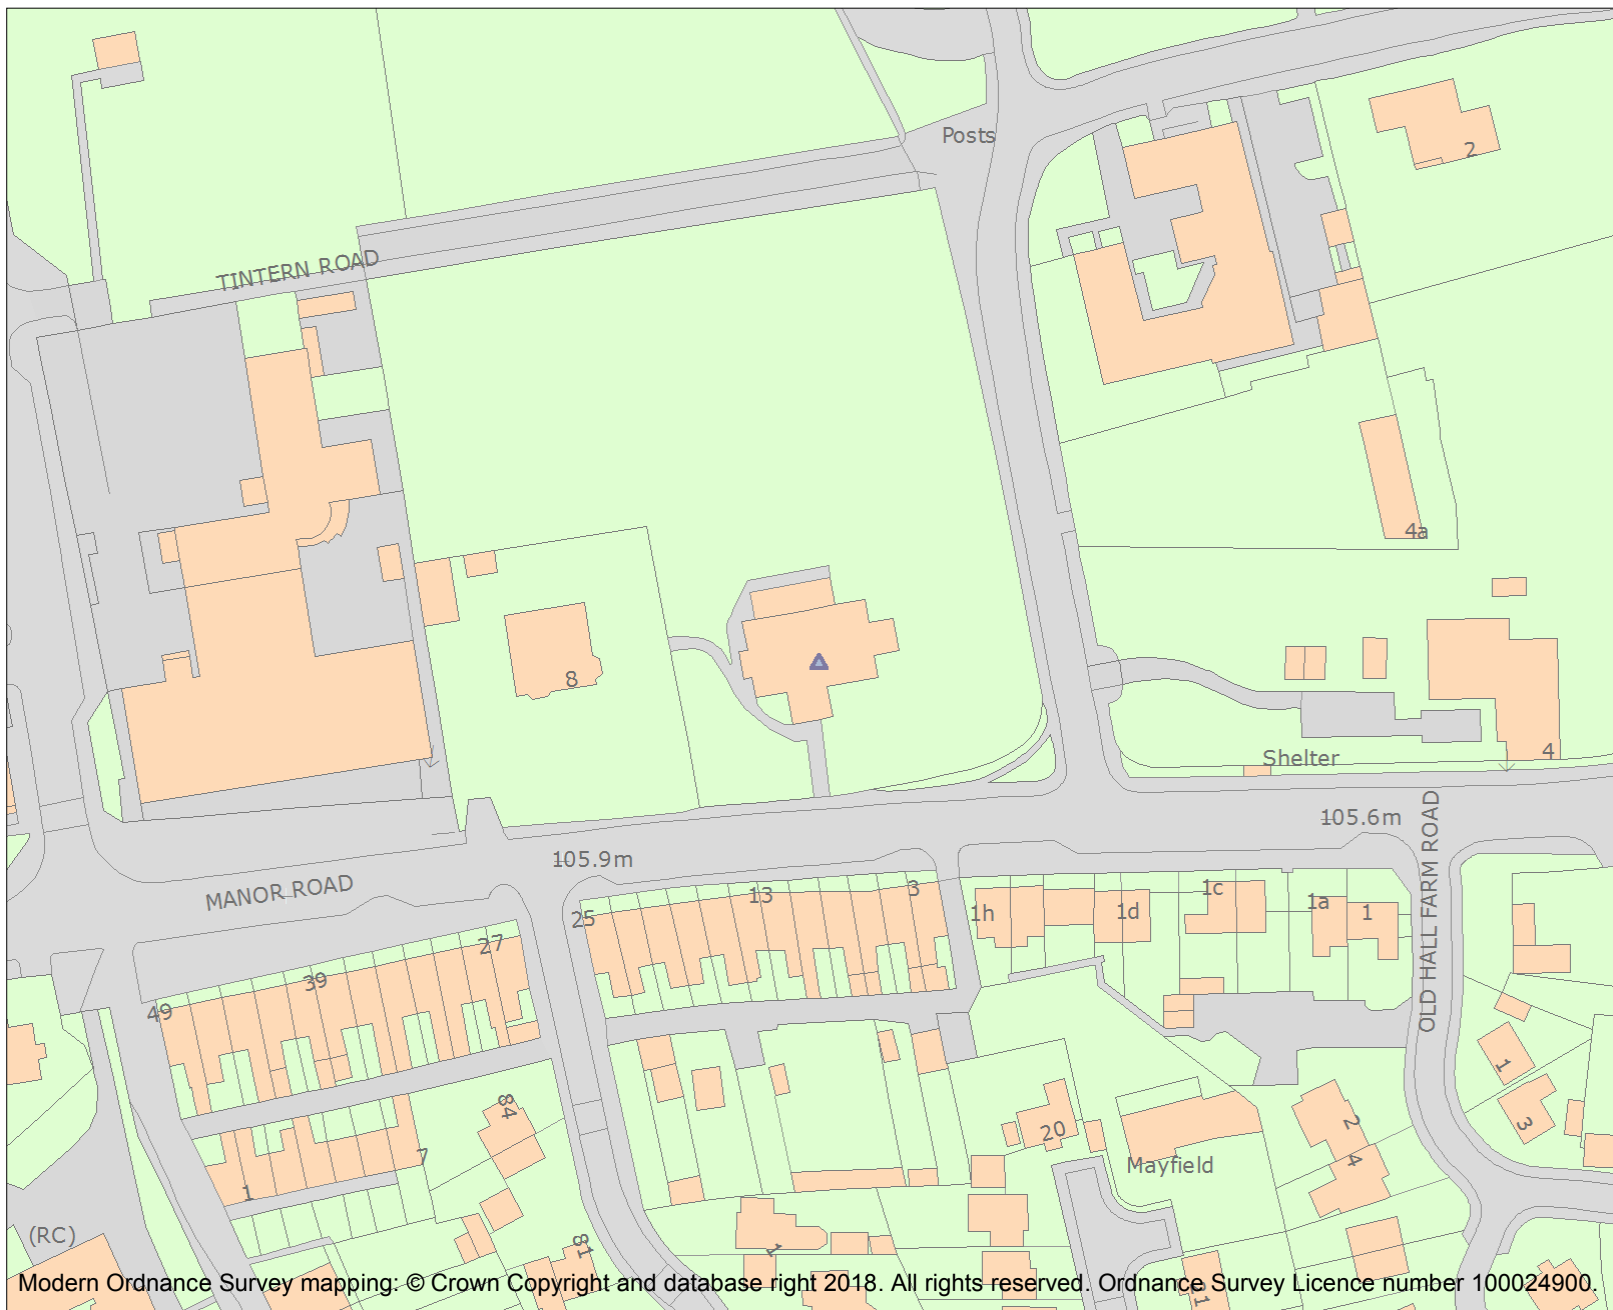 Posts
2
TINTERN ROAD
4a
8
Shelter
4
105.6m
105.9m
OLD HALL FARM ROAD
MANOR ROAD
25
13
3
1h
1d
1c
1a
1
27
39
49
1
3
84
20
2
4
7
1
Mayfield
(RC)
81
1
21
Modern Ordnance Survey mapping: © Crown Copyright and database right 2018. All rights reserved. Ordnance Survey Licence number 100024900.